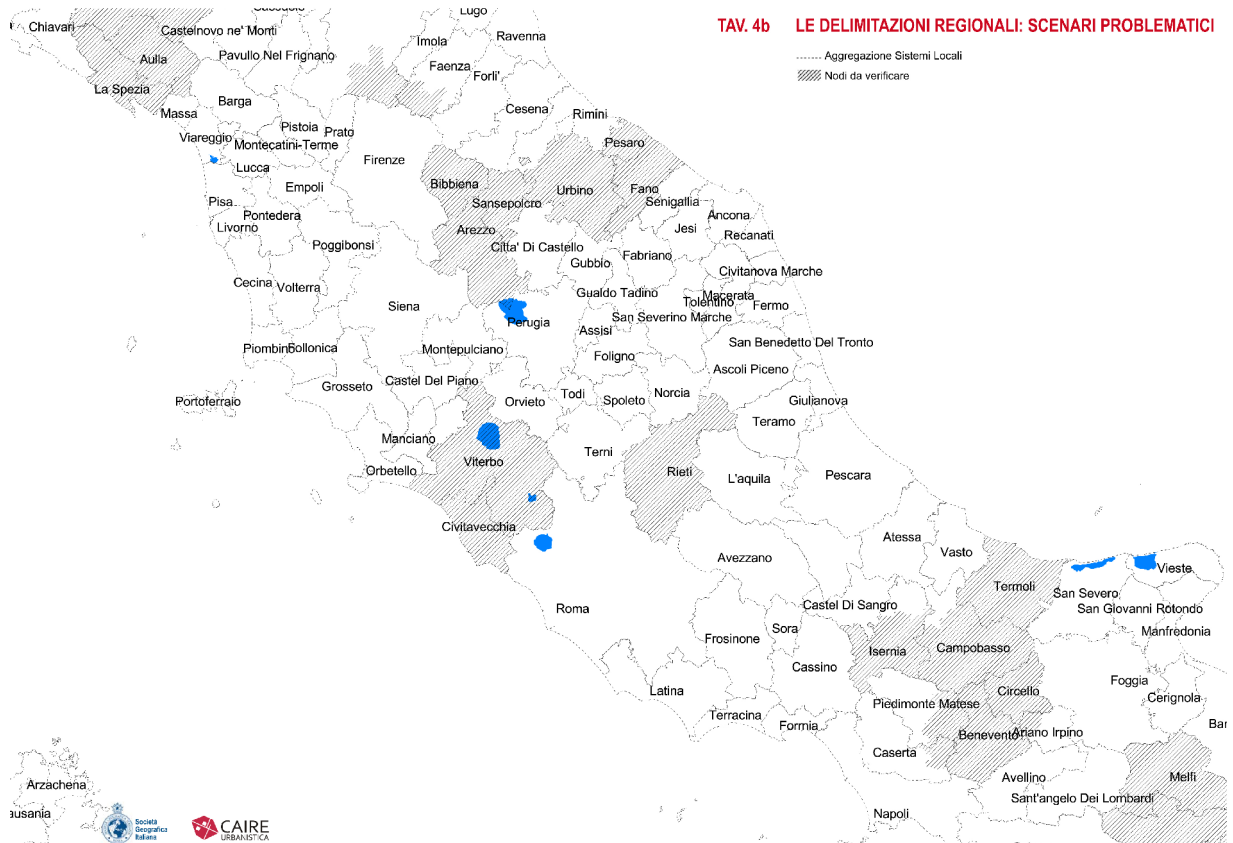 TAV. 4b LE DELIMITAZIONI REGIONALI: SCENARI PROBLEMATICI
Aggregazione Sistemi Locali
Nodi da verificare
Lugo
Chiavari
Castelnovo ne' Monti
Ravenna
Imola
Aulla
Pavullo Nel Frignano
Faenza
Forli'
La Spezia
Barga
Cesena
Massa
Rimini
Pistoia
Prato
Viareggio
Montecatini-Terme
Pesaro
Firenze
Lucca
Empoli
Bibbiena
Urbino
Fano
Pisa
Sansepolcro
Senigallia
Pontedera
Ancona
Livorno
Arezzo
Jesi
Recanati
Poggibonsi
Citta' Di Castello
Gubbio
Fabriano
Civitanova Marche
Cecina
Volterra
Gualdo Tadino
Macerata
Tolentino
Fermo
Siena
San Severino Marche
Perugia
Assisi
San Benedetto Del Tronto
Piombino
Follonica
Montepulciano
Foligno
Ascoli Piceno
Grosseto
Castel Del Piano
Todi
Norcia
Portoferraio
Orvieto
Spoleto
Giulianova
Teramo
Manciano
Terni
Viterbo
Orbetello
Rieti
L'aquila
Pescara
Civitavecchia
Atessa
Vasto
Avezzano
Vieste
Termoli
San Severo
Roma
Castel Di Sangro
San Giovanni Rotondo
Sora
Manfredonia
Frosinone
Isernia
Campobasso
Cassino
Foggia
Latina
Circello
Cerignola
Piedimonte Matese
Terracina
Formia
Bar
Benevento
Ariano Irpino
Caserta
Avellino
Melfi
Arzachena
Sant'angelo Dei Lombardi
ausania
Napoli
Società
Geografica
Italiana
CAIRE
URBANISTICA